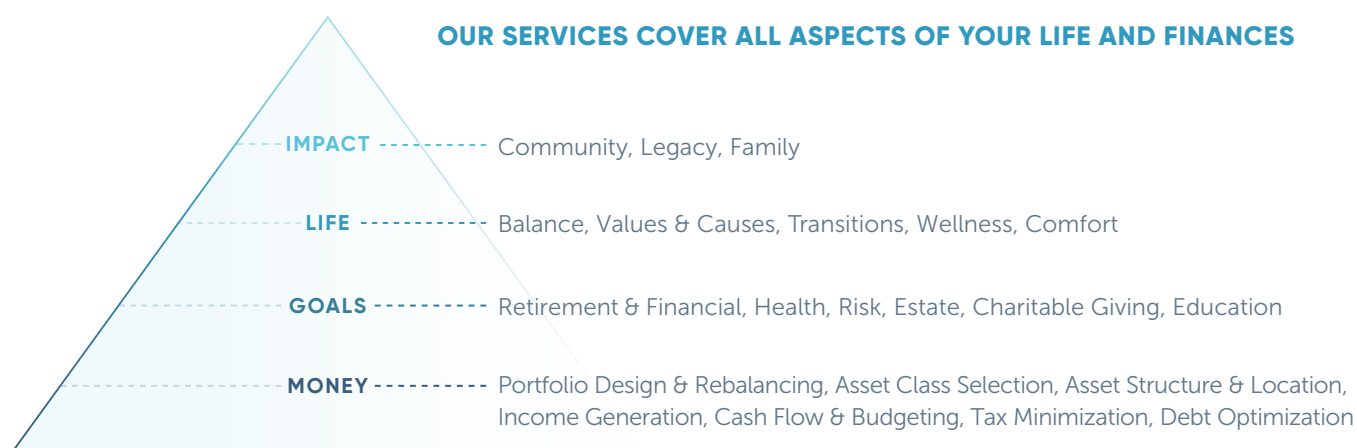 OUR SERVICES COVER ALL ASPECTS OF YOUR LIFE AND FINANCES
IMPACT Community, Legacy, Family
LIFE Balance, Values & Causes, Transitions, Wellness, Comfort
GOALS Retirement & Financial, Health, Risk, Estate, Charitable Giving, Education
MONEY Portfolio Design & Rebalancing, Asset Class Selection, Asset Structure & Location,
Income Generation, Cash Flow & Budgeting, Tax Minimization, Debt Optimization